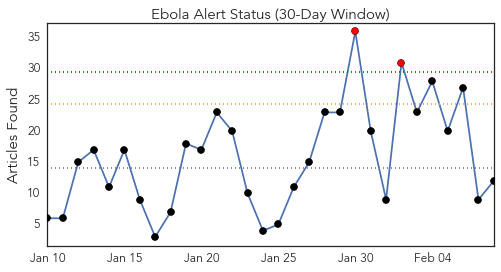 Ebola Alert Status (30-Day Window)
Articles Found
35
30
25
20
15
10
5
Jan 10
Jan 15
Jan 20
Jan 25
Jan 30
Feb 04